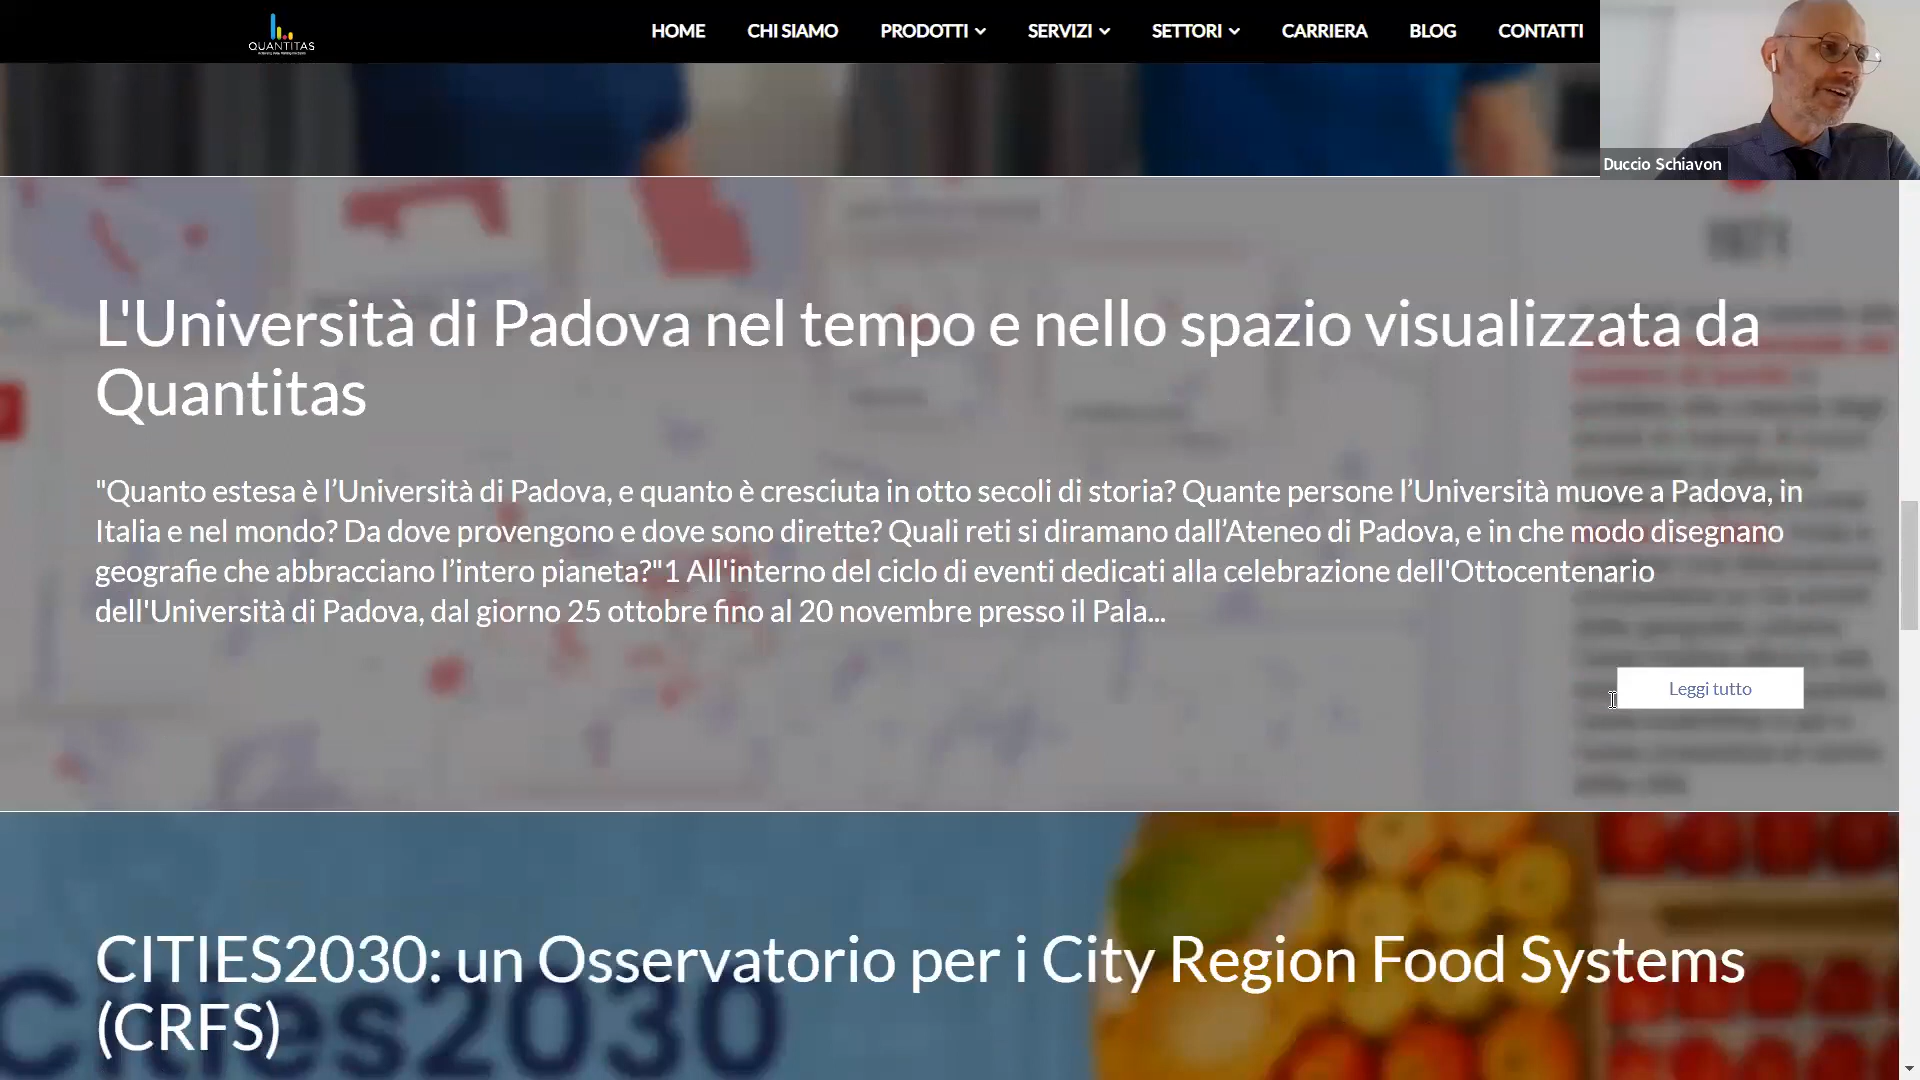 QUANTITAS
HOME CHI SIAMO PRODOTTI SERVIZI SETTORI CARRIERA BLOG CONTATTI
Duccio Schiavon
1871
L'Università di Padova nel tempo e nello spazio visualizzata da
Quantitas
"Quanto estesa è l’Università di Padova, e quanto è cresciuta in otto secoli di storia? Quante persone l’Università muove a Padova, in
Italia e nel mondo? Da dove provengono e dove sono dirette? Quali reti si diramano dall’Ateneo di Padova, e in che modo disegnano
geografie che abbracciano l’intero pianeta?"1 All'interno del ciclo di eventi dedicati alla celebrazione dell'Ottocentenario
dell'Università di Padova, dal giorno 25 ottobre fino al 20 novembre presso il Pala...
Leggi tutto
CITIES2030: un Osservatorio per i City Region Food Systems
(CRFS)
Cities2030